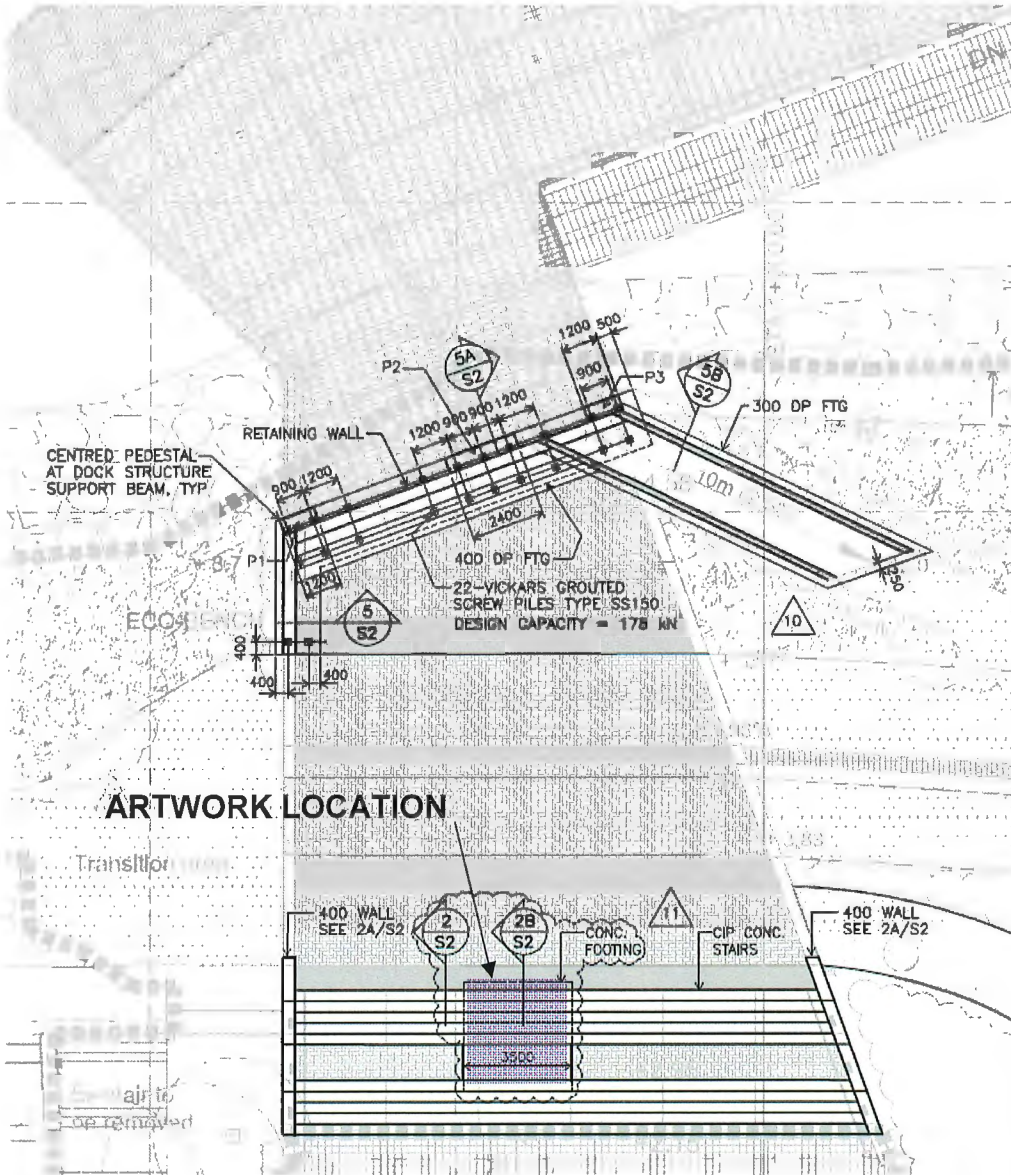 DN
1200 500
5A
S2
P2
900
P3
5B
S2
300 DP FTG
1200 900 900 1200
RETAINING WALL
CENTRED PEDESTAL
AT DOCK STRUCTURE
SUPPORT BEAM, TYP
900 1200
10m
2400
400 DP FTG
P1
1200
250
22-VICKARS GROUTED
SCREW PILES TYPE SS150
DESIGN CAPACITY = 178 kN
5
S2
10
400
400
400
ARTWORK LOCATION
Transition
400 WALL
SEE 2A/S2
2
S2
2B
S2
CONC.
FOOTING
11
CIP CONC.
STAIRS
400 WALL
SEE 2A/S2
3500
be removed